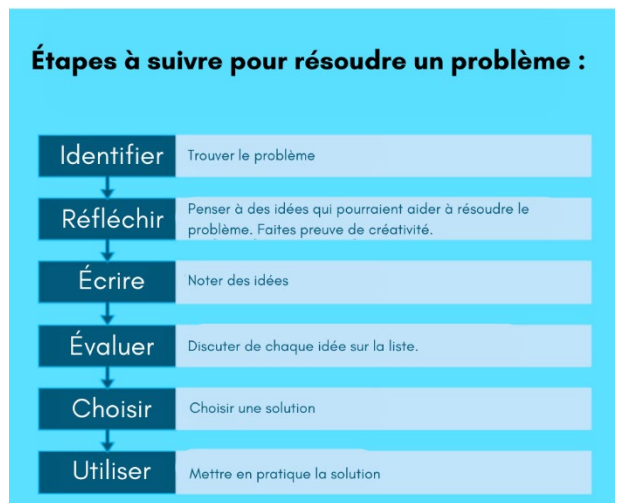 Étapes à suivre pour résoudre un problème :
Identifier
Trouver le problème
Réfléchir
Penser à des idées qui pourraient aider à résoudre le
problème. Faites preuve de créativité.
Écrire
Noter des idées
Évaluer
Discuter de chaque idée sur la liste.
Choisir
Choisir une solution
Utiliser
Mettre en pratique la solution